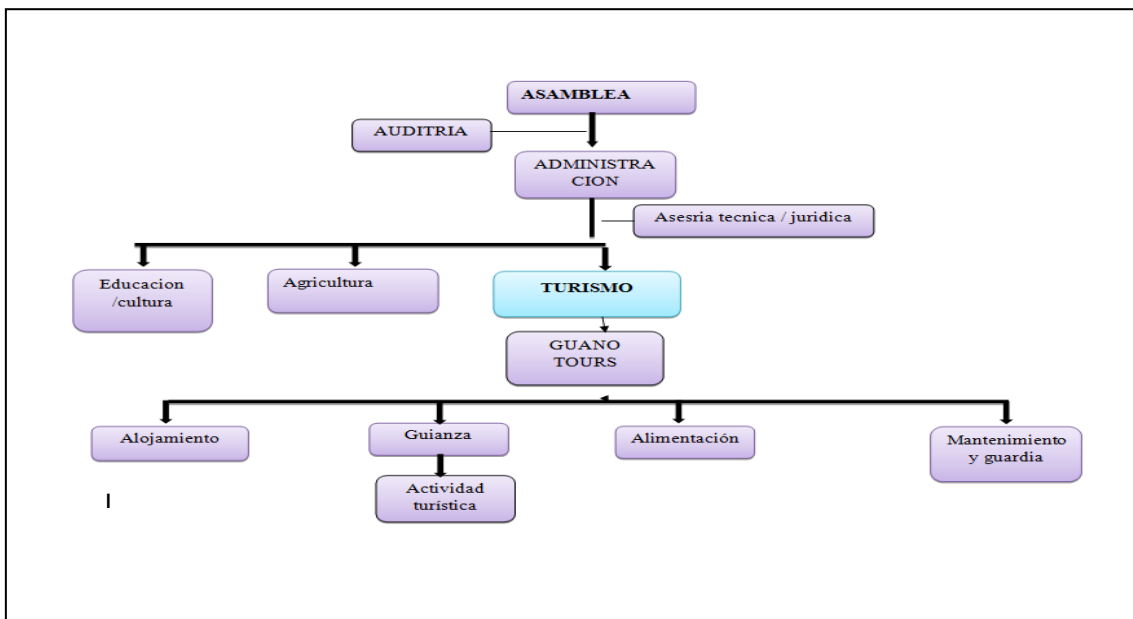 ASAMBLEA
AUDITRIA
ADMINISTRA
CION
Asesria tecnica / juridica
Educacion
/cultura
Agricultura
TURISMO
GUANO
TOURS
Alojamiento
Guianza
Alimentación
Mantenimiento
y guardia
Actividad
turística